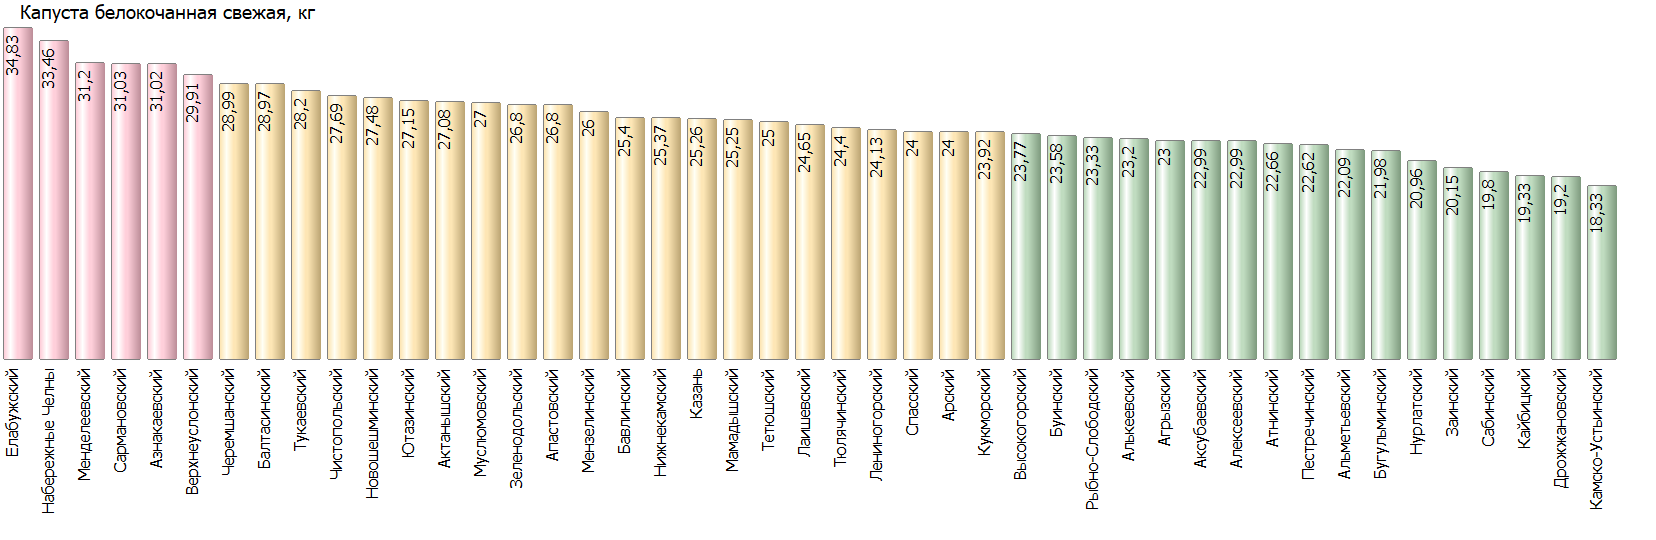 Капуста белокочанная свежая, кг
34,83
33,46
31,2
31,03
31,02
29,91
28,99
28,97
28,2
27,69
27,48
27,15
27,08
27
26,8
26,8
26
25,4
25,37
25,26
25,25
25
24,65
24,4
24,13
24
24
23,92
23,77
23,58
23,33
23,2
23
22,99
22,99
22,66
22,62
22,09
21,98
20,96
20,15
19,8
19,33
19,2
18,33
Елабужский
Набережные Челны
Менделеевский
Сармановский
Азнакаевский
Верхнеуслонский
Черемшанский
Балтасинский
Тукаевский
Чистопольский
Новошешминский
Ютазинский
Актанышский
Муслюмовский
Зеленодольский
Апастовский
Мензелинский
Бавлинский
Нижнекамский
Казань
Мамадышский
Тетюшский
Лаишевский
Тюлячинский
Лениногорский
Спасский
Арский
Кукморский
Высокогорский
Буинский
Рыбно-Слободский
Алькеевский
Агрызский
Аксубаевский
Алексеевский
Атнинский
Пестречинский
Альметьевский
Бугульминский
Нурлатский
Заинский
Сабинский
Кайбицкий
Дрожжановский
Камско-Устьинский